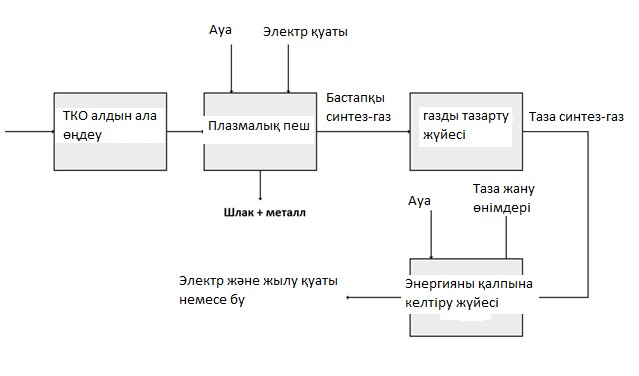 Ауа
Электр қуаты
ТКО алдын ала
өңдеу
Плазмалық пеш
Бастапқы
синтез-газ
газды тазарту
жүйесі
Таза синтез-газ
Шлак + металл
Ауа
Таза жану
өнімдері
Электр және жылу қуаты
немесе бу
Энергияны қалпына
келтіру жүйесі